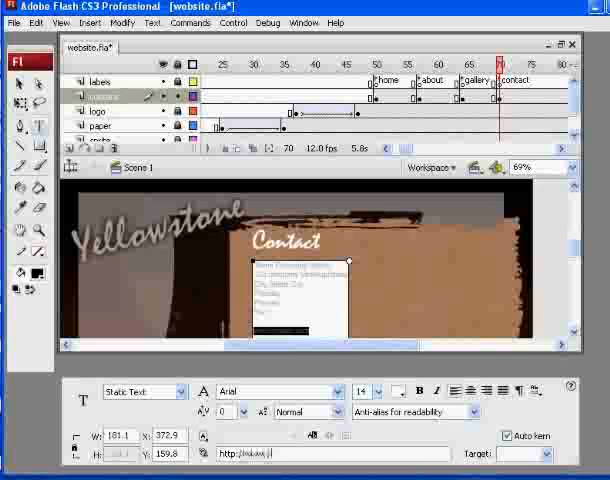 Adobe Flash CS3 Professional - [website.fla*]
File Edit View Insert Modify Text Commands Control Debug Window Help
website.fla*
Fl
25 30 35 40 45 50 55 60 65 70 75 80
labels home about gallery contact
logo
paper
70 12.0 fps 5.8s
Scene 1 Workspace 69%
Yellowstone
Contact
T Static Text A Arial 14 B I
0 Normal Anti-alias for readability
W: 181.1 X: 372.9 Auto kern
H: Y: 159.8 http:// Target: